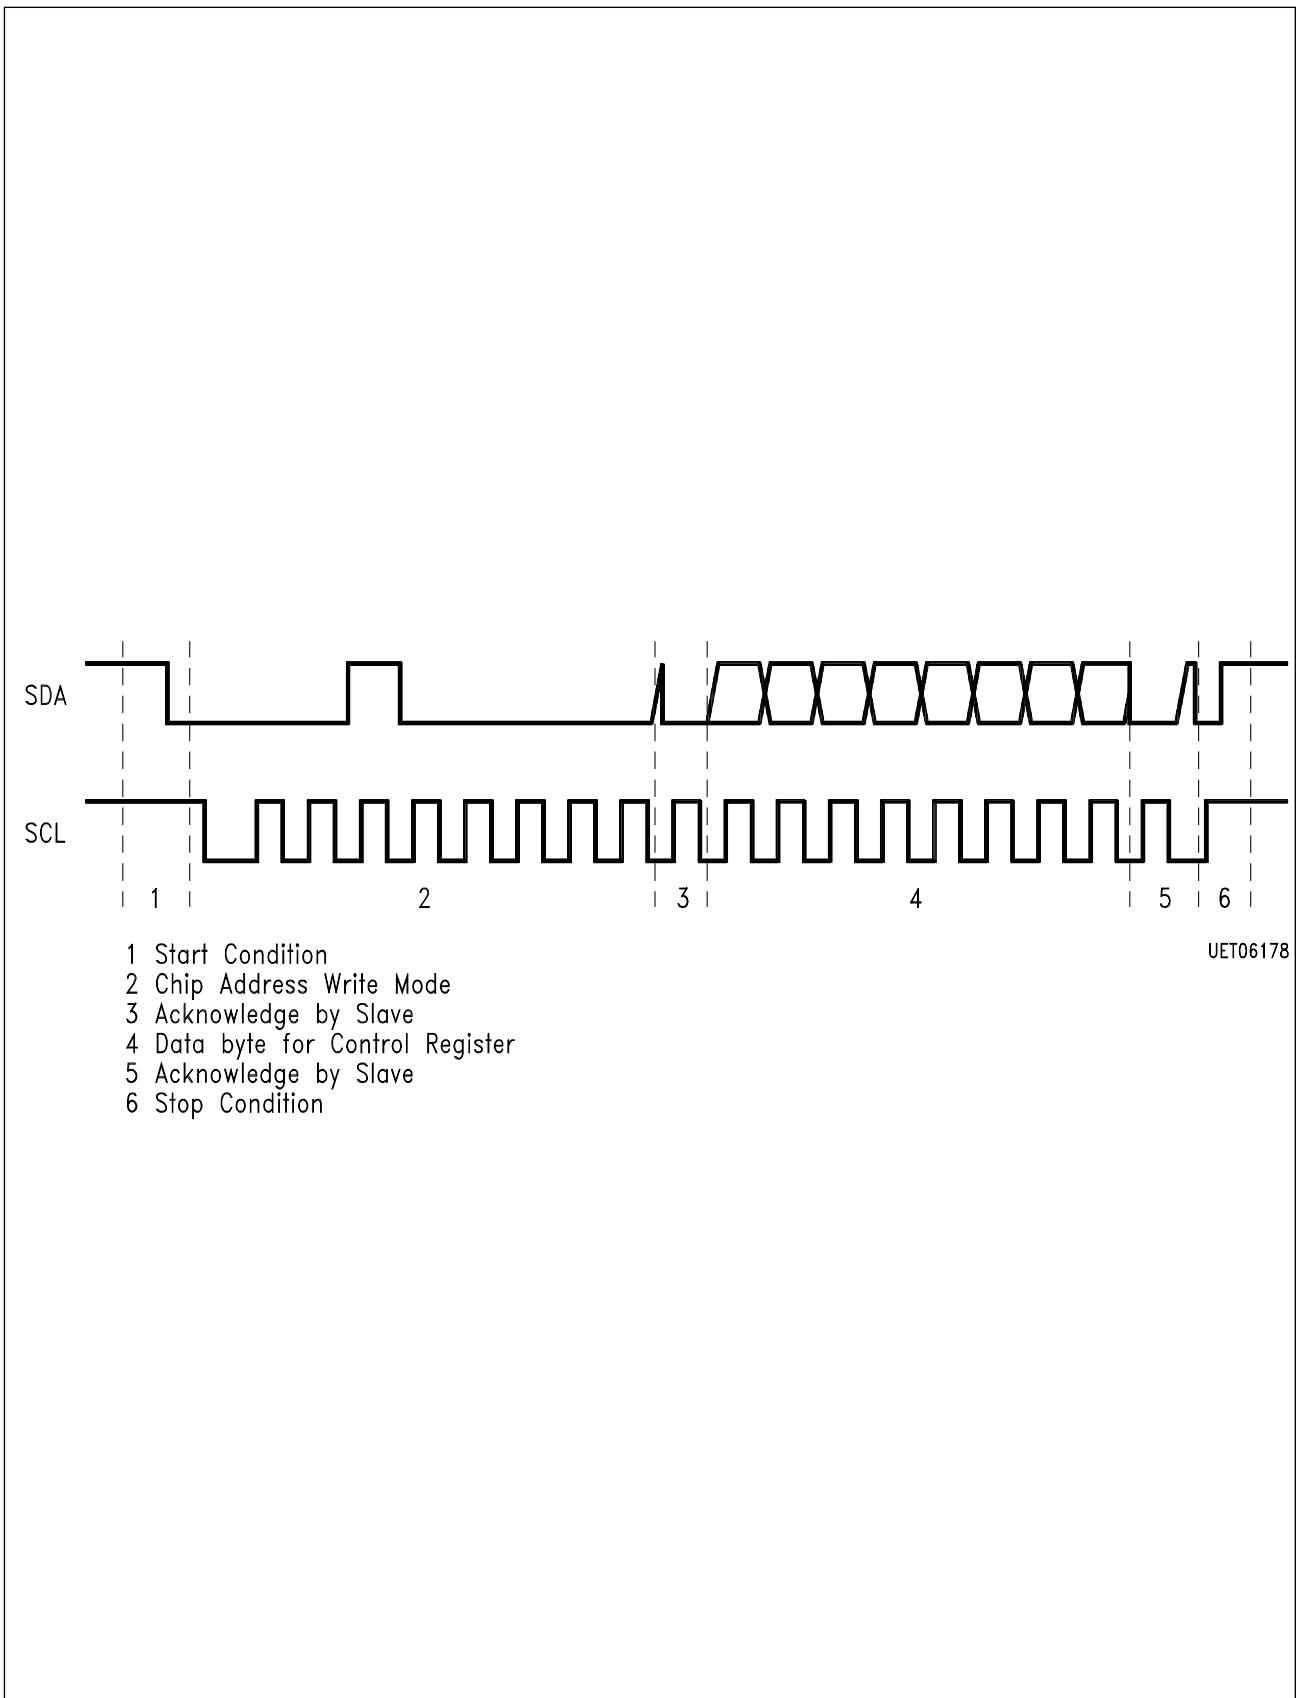 SDA
SCL
1 2 3 4 5 6
1 Start Condition
UET06178
2 Chip Address Write Mode
3 Acknowledge by Slave
4 Data byte for Control Register
5 Acknowledge by Slave
6 Stop Condition